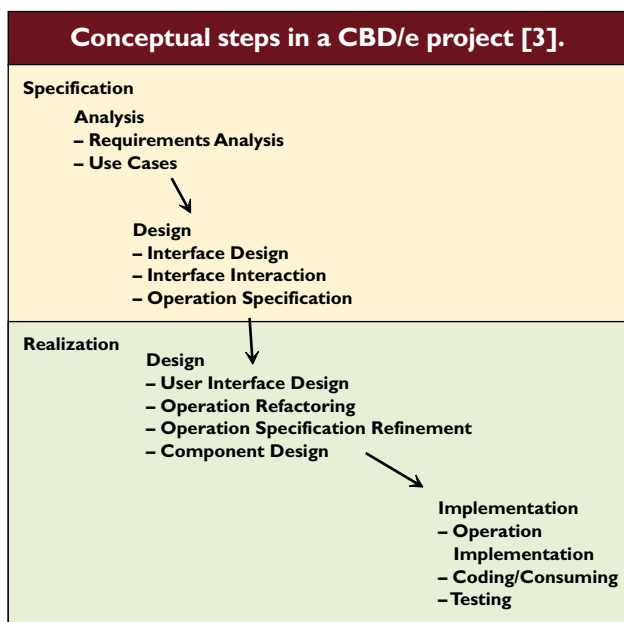 Conceptual steps in a CBD/e project [3].
Specification
Analysis
– Requirements Analysis
– Use Cases
Design
– Interface Design
– Interface Interaction
– Operation Specification
Realization
Design
– User Interface Design
– Operation Refactoring
– Operation Specification Refinement
– Component Design
Implementation
– Operation
Implementation
– Coding/Consuming
– Testing